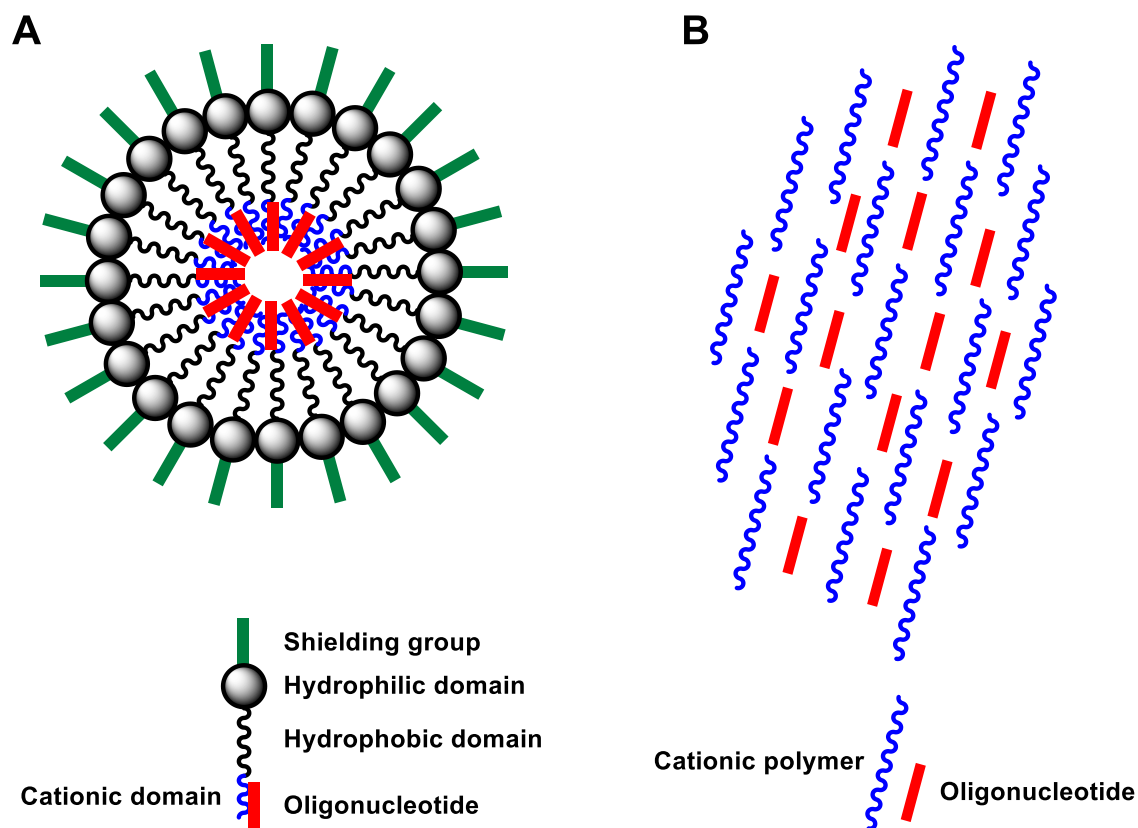 A
B
Shielding group
Hydrophilic domain
Hydrophobic domain
Cationic domain
Oligonucleotide
Cationic polymer
Oligonucleotide